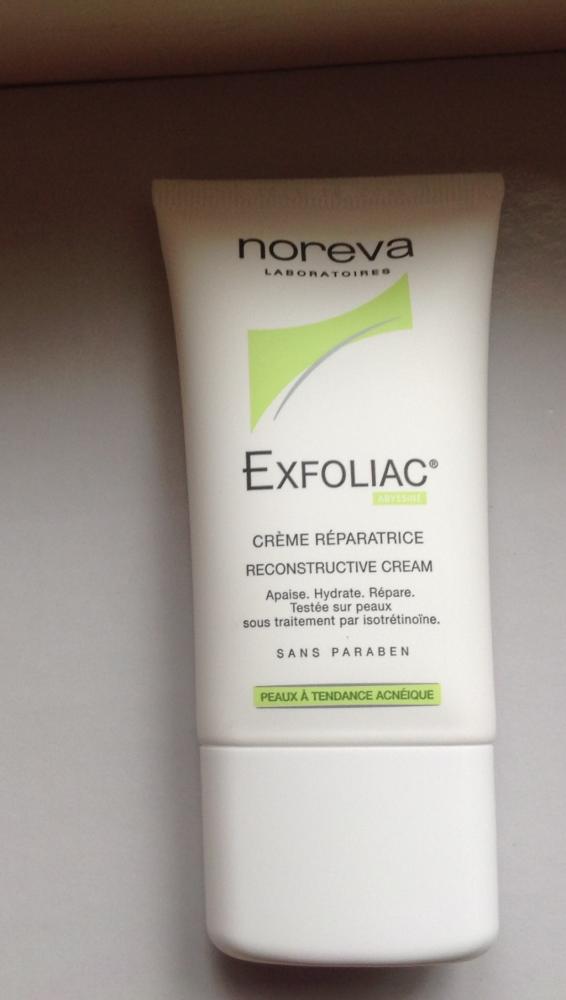 noreva
LABORATOIRES
EXFOLIAC®
ABYSSINE
CRÈME RÉPARATRICE
RECONSTRUCTIVE CREAM
Apaise. Hydrate. Répare.
Testée sur peaux
sous traitement par isotrétinoïne.
SANS PARABEN
PEAUX À TENDANCE ACNÉIQUE